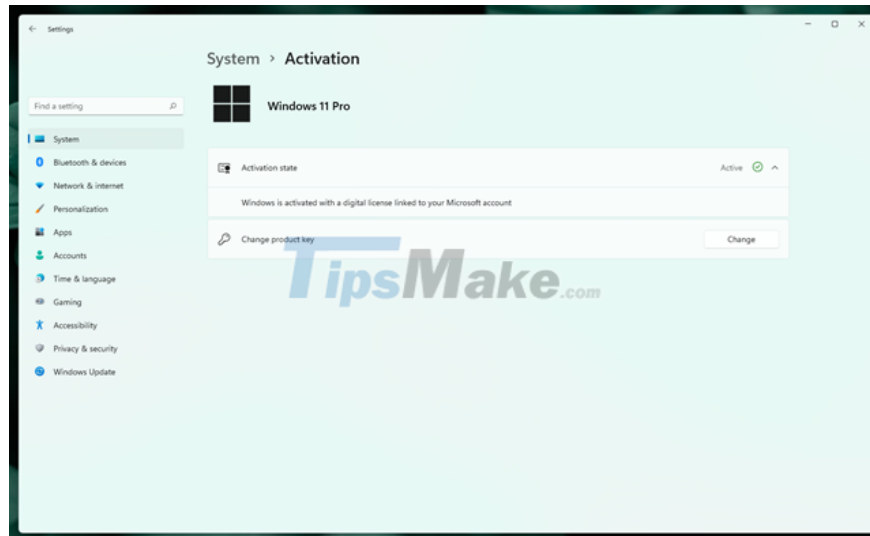 Settings
System > Activation
Windows 11 Pro
Find a setting
System
Bluetooth & devices
Network & internet
Personalization
Apps
Accounts
Time & language
Gaming
Accessibility
Privacy & security
Windows Update
Activation state
Active
Windows is activated with a digital license linked to your Microsoft account
Change product key
Change
TipsMake.com